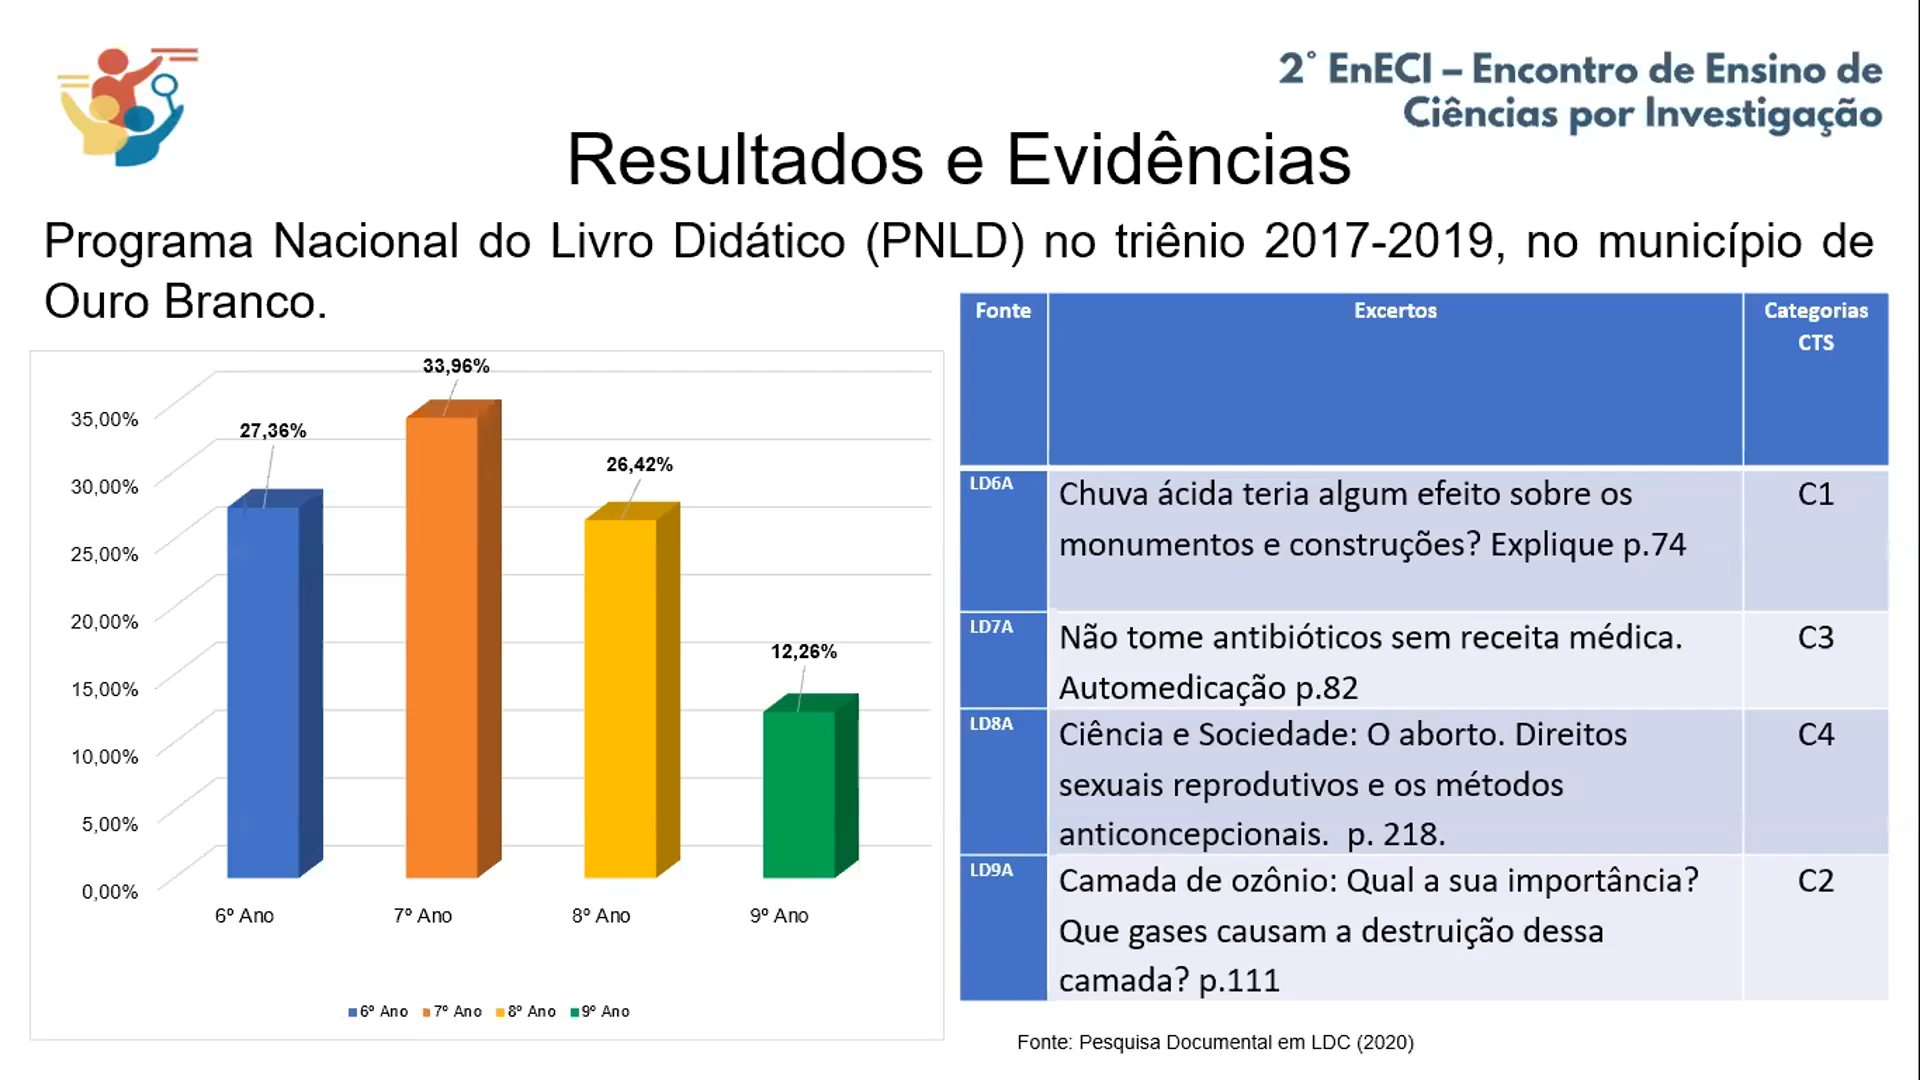 2° EnECI – Encontro de Ensino de
Ciências por Investigação
Resultados e Evidências
Programa Nacional do Livro Didático (PNLD) no triênio 2017-2019, no município de
Ouro Branco.
35,00%
30,00%
25,00%
20,00%
15,00%
10,00%
5,00%
0,00%
27,36%
33,96%
26,42%
12,26%
6º Ano
7º Ano
8º Ano
9º Ano
6º Ano 7º Ano 8º Ano 9º Ano
Fonte
Excertos
Categorias
CTS
LD6A
Chuva ácida teria algum efeito sobre os
monumentos e construções? Explique p.74
C1
LD7A
Não tome antibióticos sem receita médica.
Automedicação p.82
C3
LD8A
Ciência e Sociedade: O aborto. Direitos
sexuais reprodutivos e os métodos
anticoncepcionais. p. 218.
C4
LD9A
Camada de ozônio: Qual a sua importância?
Que gases causam a destruição dessa
camada? p.111
C2
Fonte: Pesquisa Documental em LDC (2020)